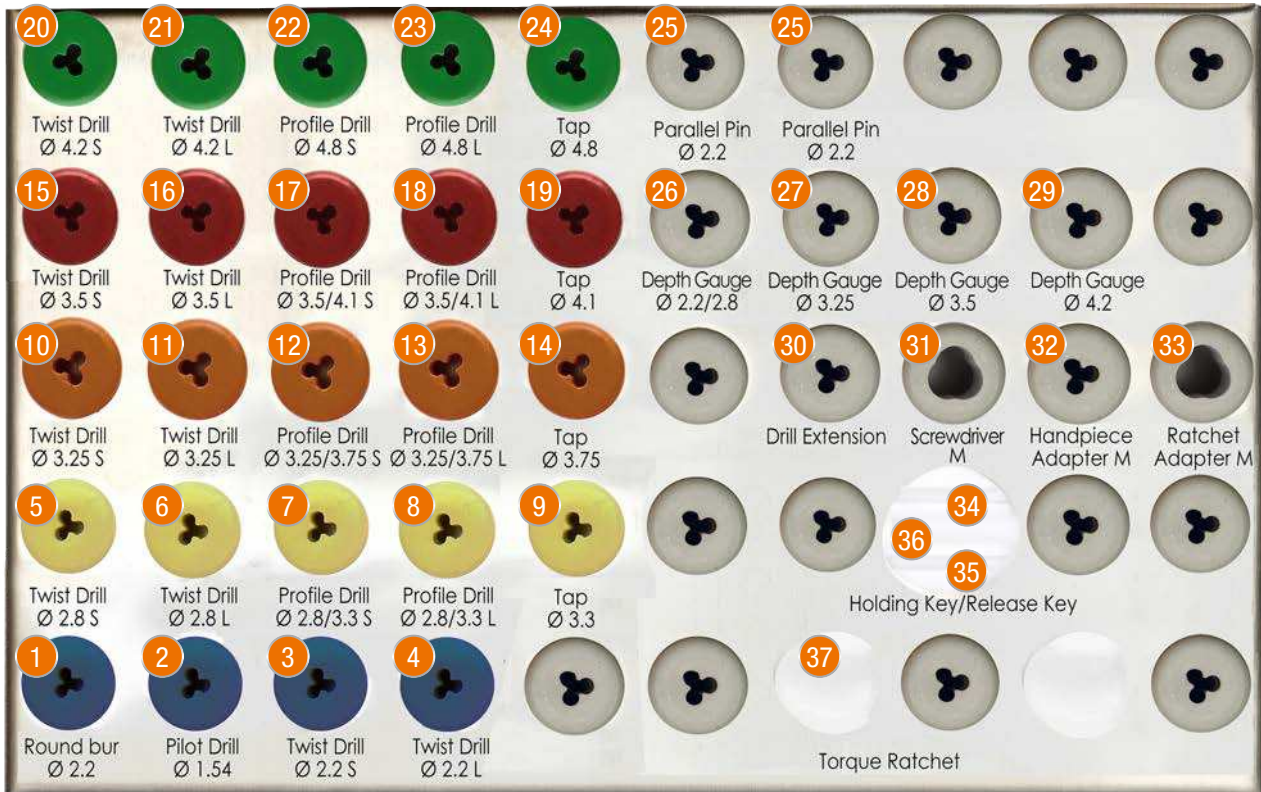 20 21 22 23 24 25 25
Twist Drill Twist Drill Profile Drill Profile Drill Tap Parallel Pin Parallel Pin
Ø 4.2 S Ø 4.2 L Ø 4.8 S Ø 4.8 L Ø 4.8 Ø 2.2 Ø 2.2
15 16 17 18 19 26 27 28 29
Twist Drill Twist Drill Profile Drill Profile Drill Tap Depth Gauge Depth Gauge Depth Gauge Depth Gauge
Ø 3.5 S Ø 3.5 L Ø 3.5/4.1 S Ø 3.5/4.1 L Ø 4.1 Ø 2.2/2.8 Ø 3.25 Ø 3.5 Ø 4.2
10 11 12 13 14 30 31 32 33
Twist Drill Twist Drill Profile Drill Profile Drill Tap Drill Extension Screwdriver Handpiece Ratchet
Ø 3.25 S Ø 3.25 L Ø 3.25/3.75 S Ø 3.25/3.75 L Ø 3.75 M Adapter M Adapter M
5 6 7 8 9 34
36
35
Twist Drill Twist Drill Profile Drill Profile Drill Tap Holding Key/Release Key
Ø 2.8 S Ø 2.8 L Ø 2.8/3.3 S Ø 2.8/3.3 L Ø 3.3
1 2 3 4 37
Round bur Pilot Drill Twist Drill Twist Drill Torque Ratchet
Ø 2.2 Ø 1.54 Ø 2.2 S Ø 2.2 L